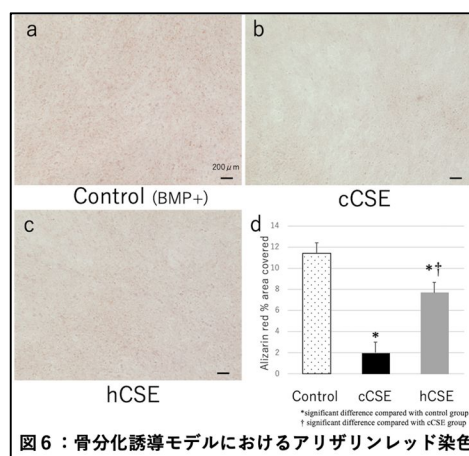 a
b
200μm
Control (BMP+)
cCSE
c
d
hCSE
Alizarin red % area covered
14
12
10
8
6
4
2
0
*
*†
Control cCSE hCSE
*significant difference compared with control group
† significant difference compared with cCSE group
図6：骨分化誘導モデルにおけるアリザリンレッド染色